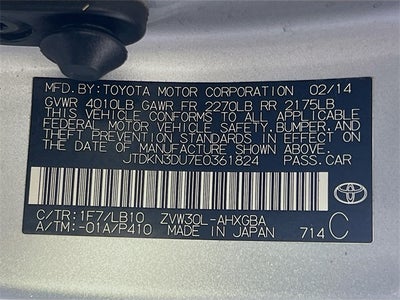 MFD.BY: TOYOTA MOTOR CORPORATION 02/14
GVWR 4010LB GAWR FR 2270LB RR 2175LB
THIS VEHICLE CONFORMS TO ALL APPLICABLE
FEDERAL MOTOR VEHICLE SAFETY, BUMPER, AND
THEFT PREVENTION STANDARDS IN EFFECT ON
THE DATE OF MANUFACTURE SHOWN ABOVE.
JTDKN3DU7E0361824 PASS.CAR
C/TR: 1F7/LB10 ZVW30L-AHXGBA
A/TM: -01A/P410 MADE IN JAPAN 714 C
TOYOTA